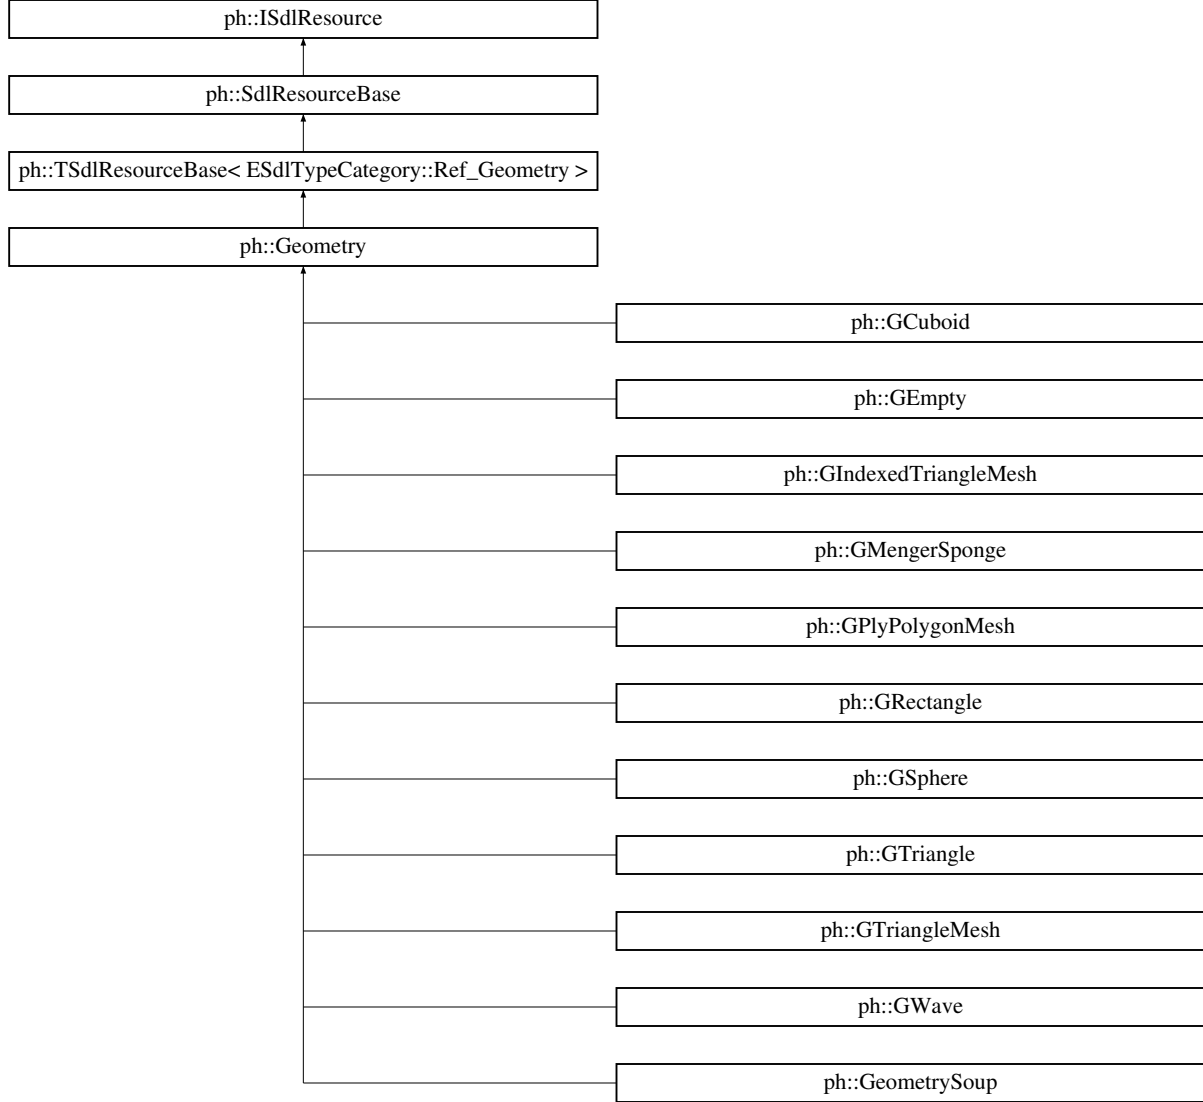 ph::ISdlResource
ph::SdlResourceBase
ph::TSdlResourceBase< ESdlTypeCategory::Ref_Geometry >
ph::Geometry
ph::GCuboid
ph::GEmpty
ph::GIndexedTriangleMesh
ph::GMengerSponge
ph::GPlyPolygonMesh
ph::GRectangle
ph::GSphere
ph::GTriangle
ph::GTriangleMesh
ph::GWave
ph::GeometrySoup